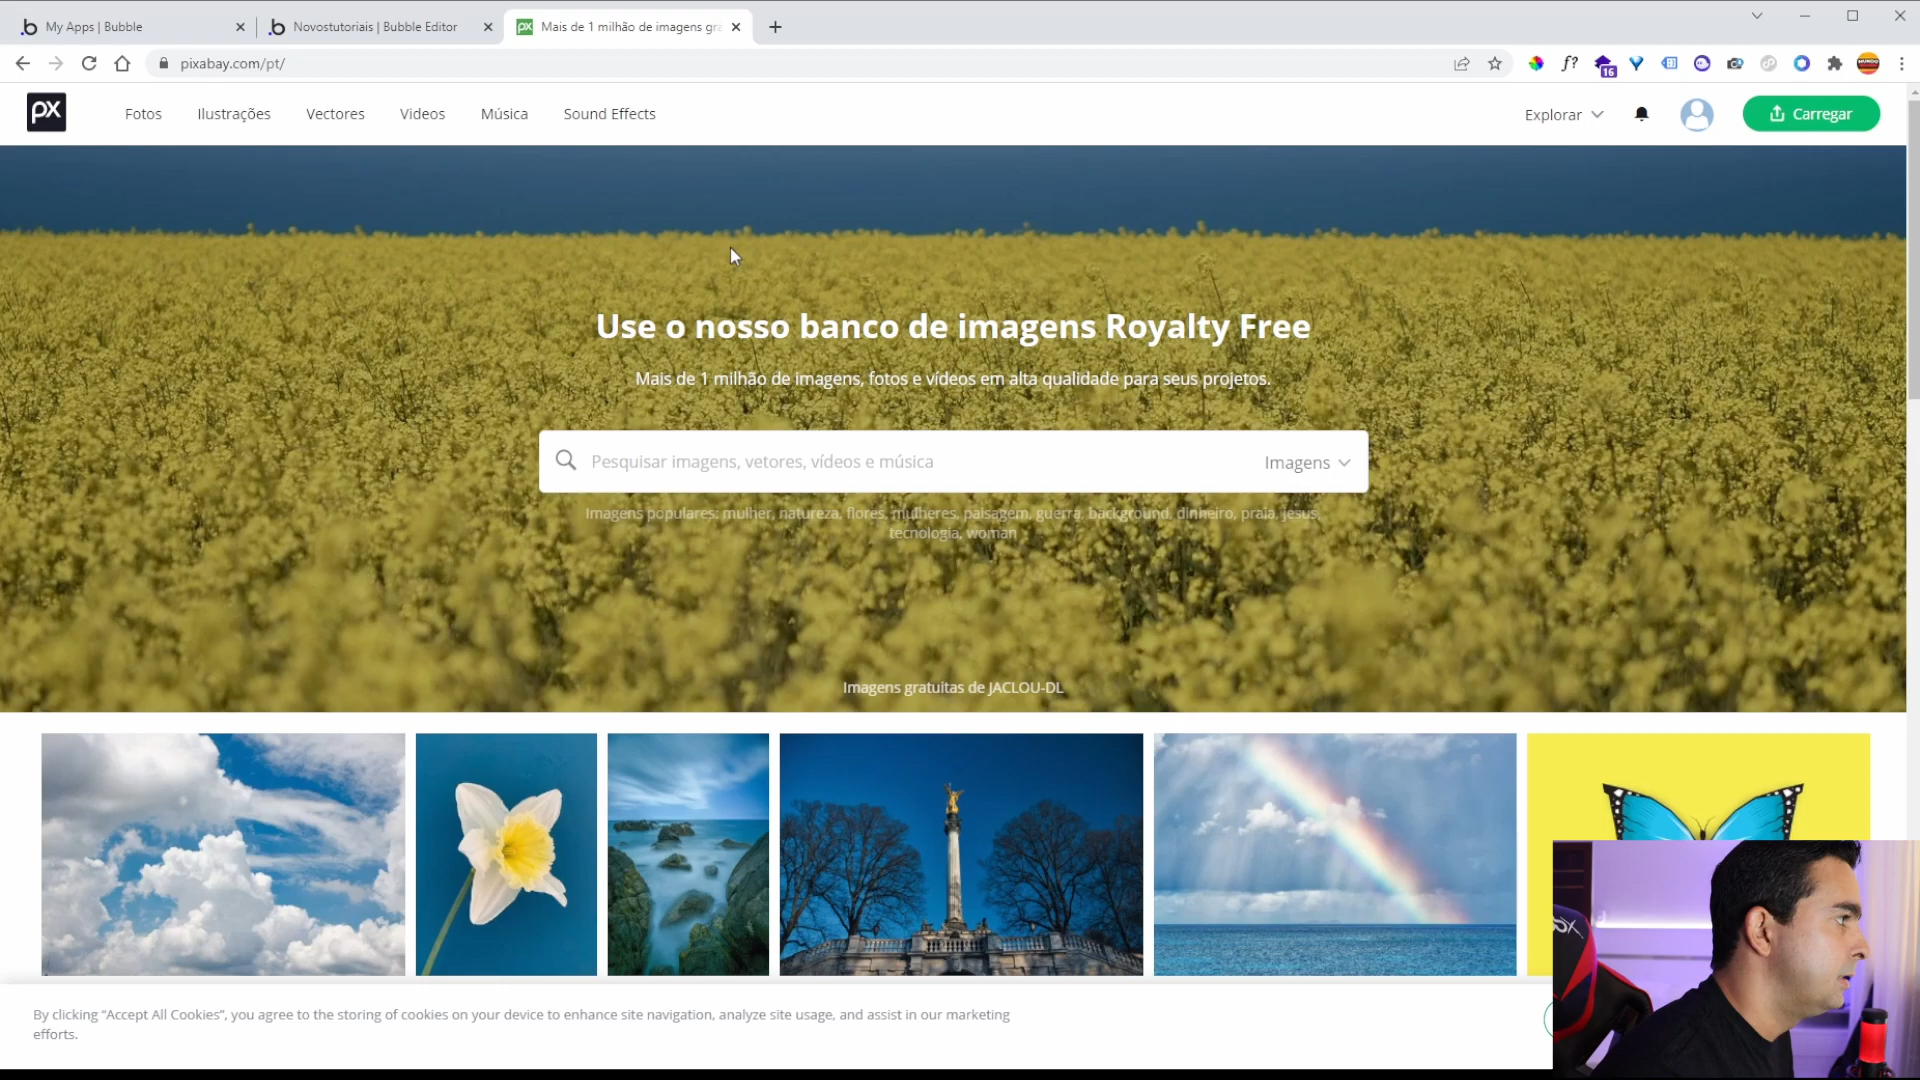 My Apps | Bubble
Novostutoriais | Bubble Editor
px
Mais de 1 milhão de imagens gra
pixabay.com/pt/
f?
16
px
Fotos
Ilustrações
Vectores
Videos
Música
Sound Effects
Explorar
Carregar
Use o nosso banco de imagens Royalty Free
Mais de 1 milhão de imagens, fotos e vídeos em alta qualidade para seus projetos.
Pesquisar imagens, vetores, vídeos e música
Imagens
Imagens populares: mulher, natureza, flores, mulheres, paisagem, guerra, background, dinheiro, praia, jesus,
tecnologia, woman
Imagens gratuitas de JACLOU-DL
By clicking “Accept All Cookies”, you agree to the storing of cookies on your device to enhance site navigation, analyze site usage, and assist in our marketing
efforts.